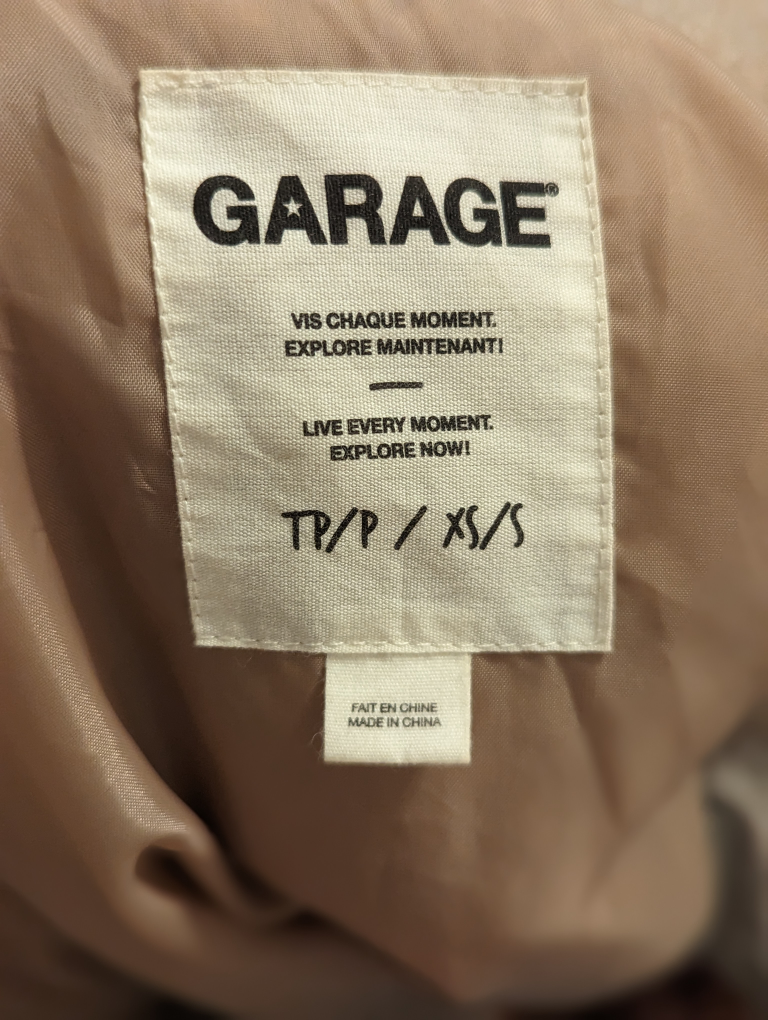 GARAGE®
VIS CHAQUE MOMENT.
EXPLORE MAINTENANT!
LIVE EVERY MOMENT.
EXPLORE NOW!
TP/P / XS/S
FAIT EN CHINE
MADE IN CHINA